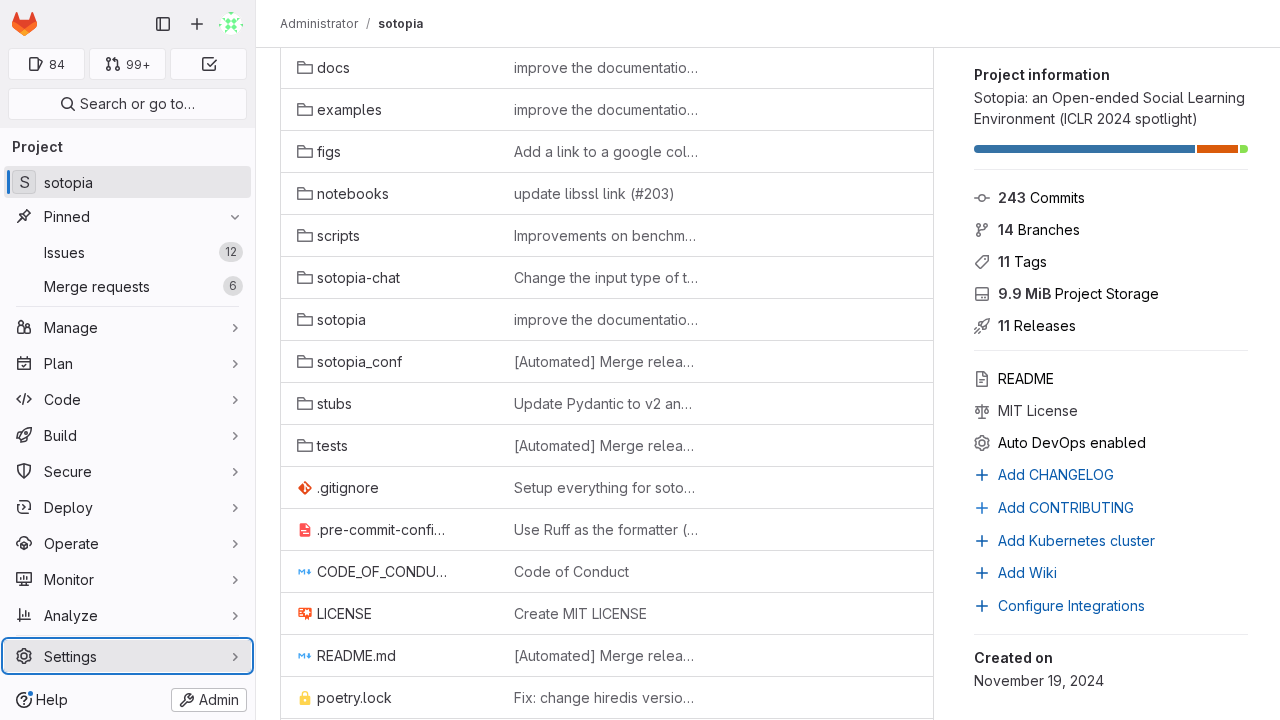 Administrator / sotopia
84
99+
Search or go to…
Project
S sotopia
Pinned
Issues 12
Merge requests 6
Manage
Plan
Code
Build
Secure
Deploy
Operate
Monitor
Analyze
Settings
Help
Admin
docs improve the documentatio…
examples improve the documentatio…
figs Add a link to a google col…
notebooks update libssl link (#203)
scripts Improvements on benchm…
sotopia-chat Change the input type of t…
sotopia improve the documentatio…
sotopia_conf [Automated] Merge relea…
stubs Update Pydantic to v2 an…
tests [Automated] Merge relea…
.gitignore Setup everything for soto…
.pre-commit-confi… Use Ruff as the formatter (…
CODE_OF_CONDU… Code of Conduct
LICENSE Create MIT LICENSE
README.md [Automated] Merge relea…
poetry.lock Fix: change hiredis versio…
Project information
Sotopia: an Open-ended Social Learning
Environment (ICLR 2024 spotlight)
243 Commits
14 Branches
11 Tags
9.9 MiB Project Storage
11 Releases
README
MIT License
Auto DevOps enabled
Add CHANGELOG
Add CONTRIBUTING
Add Kubernetes cluster
Add Wiki
Configure Integrations
Created on
November 19, 2024